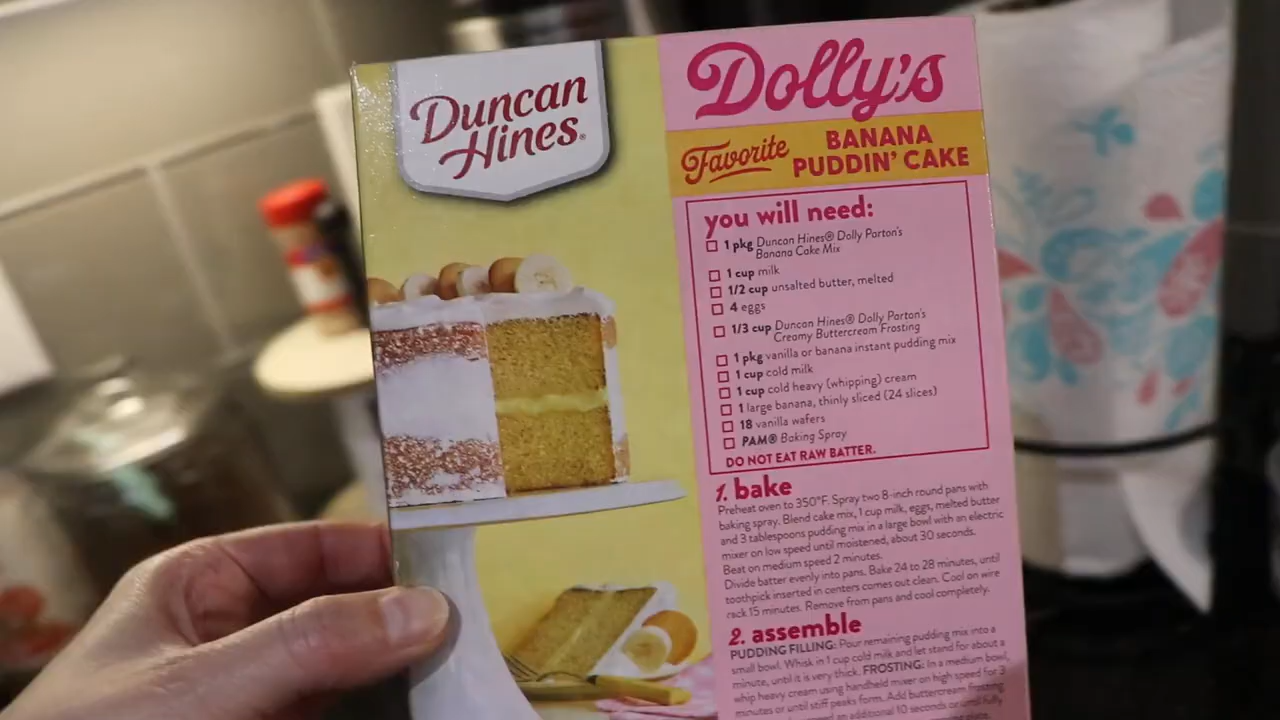 Duncan
Hines®
Dolly's
Favorite BANANA
PUDDIN' CAKE
you will need:
1 pkg Duncan Hines® Dolly Parton's
Banana Cake Mix
1 cup milk
1/2 cup unsalted butter, melted
4 eggs
1/3 cup Duncan Hines® Dolly Parton's
Creamy Buttercream Frosting
1 pkg vanilla or banana instant pudding mix
1 cup cold milk
1 cup cold heavy (whipping) cream
1 large banana, thinly sliced (24 slices)
18 vanilla wafers
PAM® Baking Spray
DO NOT EAT RAW BATTER.
1. bake
Preheat oven to 350°F. Spray two 8-inch round pans with
baking spray. Blend cake mix, 1 cup milk, eggs, melted butter
and 3 tablespoons pudding mix in a large bowl with an electric
mixer on low speed until moistened, about 30 seconds.
Beat on medium speed 2 minutes.
Divide batter evenly into pans. Bake 24 to 28 minutes, until
toothpick inserted in centers comes out clean. Cool on wire
rack 15 minutes. Remove from pans and cool completely.
2. assemble
PUDDING FILLING: Pour remaining pudding mix into a
small bowl. Whisk in 1 cup cold milk and let stand for about a
minute, until it is very thick. FROSTING: In a medium bowl,
whip heavy cream using handheld mixer on high speed for 3
minutes or until stiff peaks form. Add buttercream frosting
an additional 10 seconds or until fully